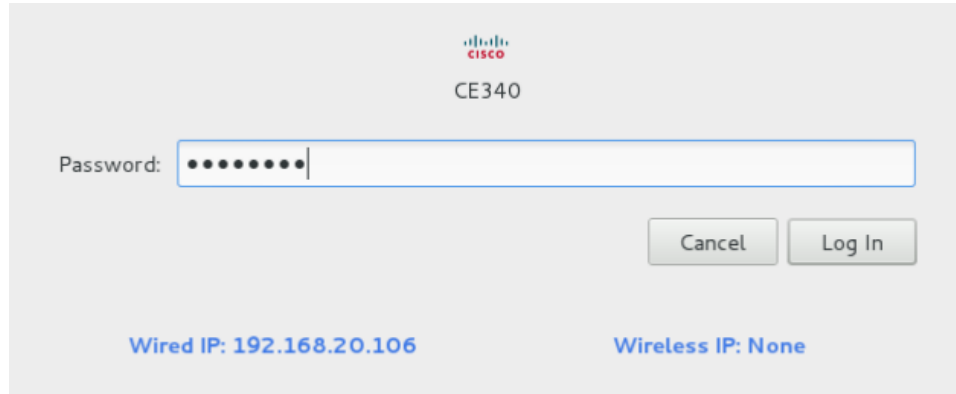 CISCO
CE340
Password: ••••••••
Cancel Log In
Wired IP: 192.168.20.106 Wireless IP: None